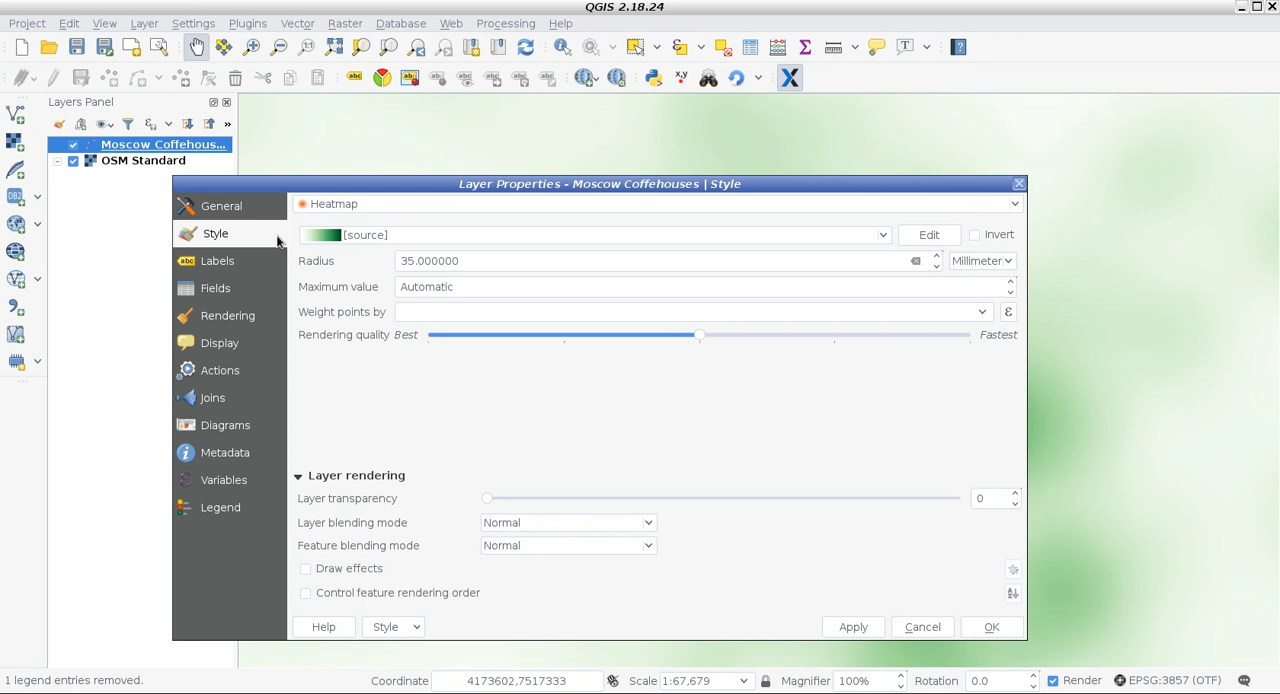 QGIS 2.18.24
Project Edit View Layer Settings Plugins Vector Raster Database Web Processing Help
Layers Panel
Moscow Coffehous...
OSM Standard
Layer Properties - Moscow Coffehouses | Style
General
Style
Labels
Fields
Rendering
Display
Actions
Joins
Diagrams
Metadata
Variables
Legend
Heatmap
[source] Edit Invert
Radius 35.000000 Millimeter
Maximum value Automatic
Weight points by ε
Rendering quality Best Fastest
Layer rendering
Layer transparency 0
Layer blending mode Normal
Feature blending mode Normal
Draw effects
Control feature rendering order
Help Style Apply Cancel OK
1 legend entries removed. Coordinate 4173602,7517333 Scale 1:67,679 Magnifier 100% Rotation 0.0 Render EPSG:3857 (OTF)